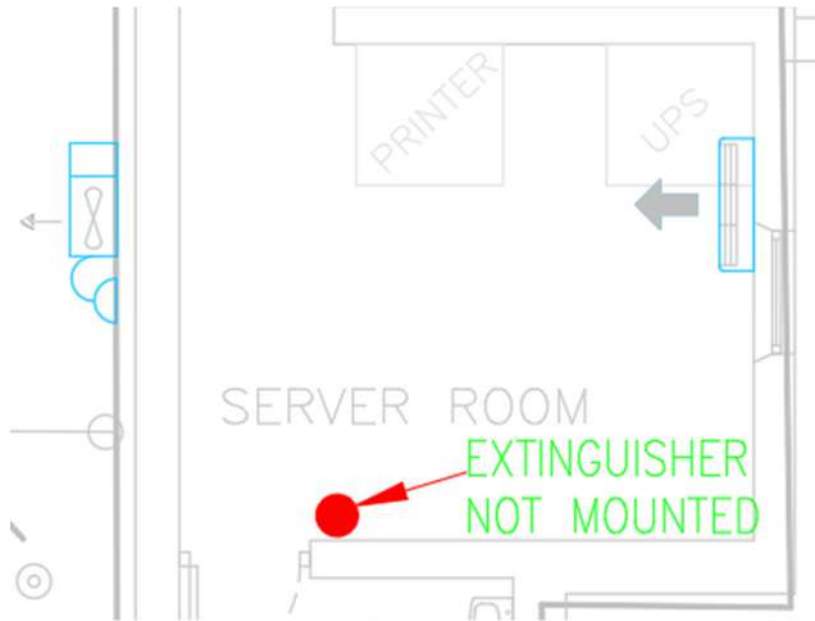 PRINTER
UPS
SERVER ROOM
EXTINGUISHER
NOT MOUNTED